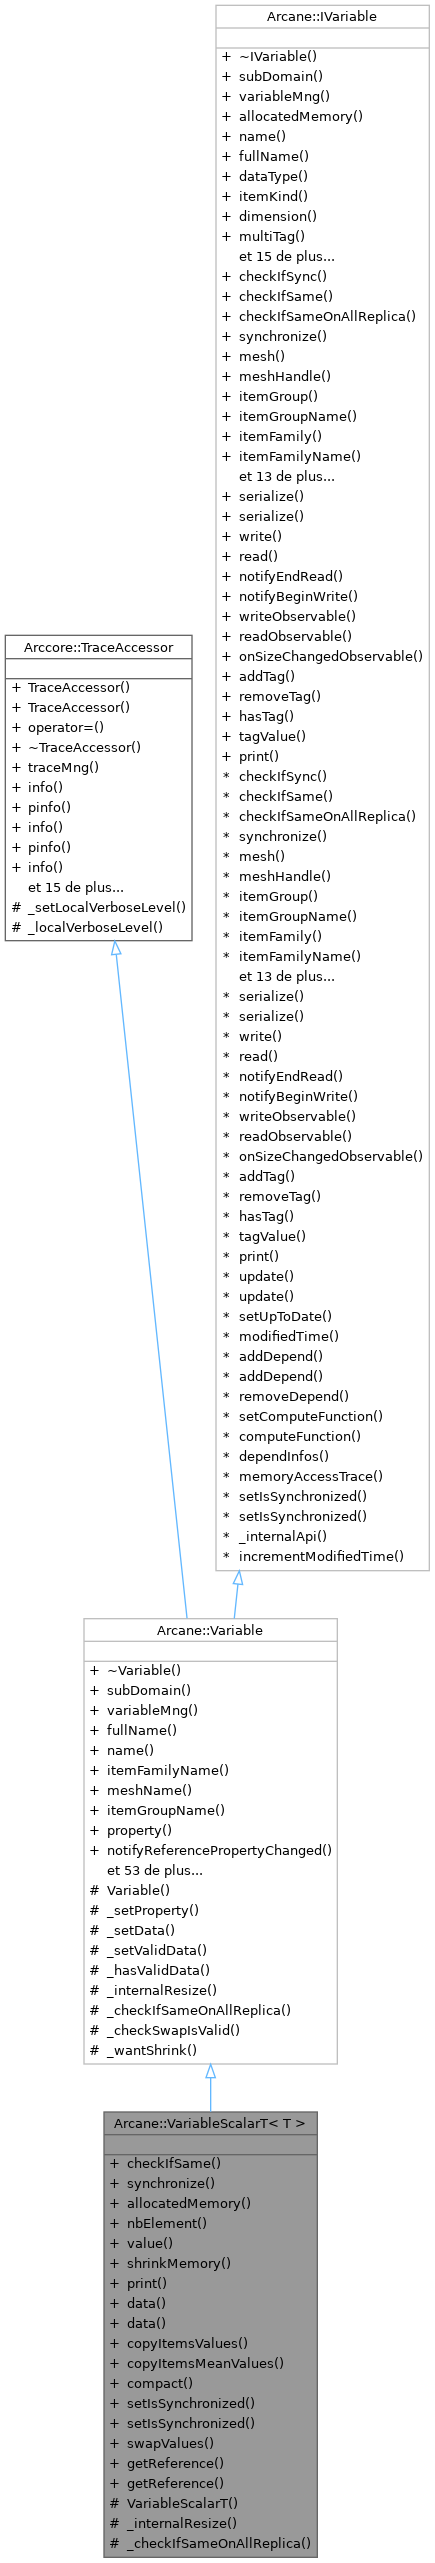 Arcane::IVariable
+ ~IVariable()
+ subDomain()
+ variableMng()
+ allocatedMemory()
+ name()
+ fullName()
+ dataType()
+ itemKind()
+ dimension()
+ multiTag()
et 15 de plus...
+ checkIfSync()
+ checkIfSame()
+ checkIfSameOnAllReplica()
+ synchronize()
+ mesh()
+ meshHandle()
+ itemGroup()
+ itemGroupName()
+ itemFamily()
+ itemFamilyName()
et 13 de plus...
+ serialize()
+ serialize()
+ write()
+ read()
+ notifyEndRead()
+ notifyBeginWrite()
+ writeObservable()
+ readObservable()
+ onSizeChangedObservable()
+ addTag()
+ removeTag()
+ hasTag()
+ tagValue()
+ print()
* checkIfSync()
* checkIfSame()
* checkIfSameOnAllReplica()
* synchronize()
* mesh()
* meshHandle()
* itemGroup()
* itemGroupName()
* itemFamily()
* itemFamilyName()
et 13 de plus...
* serialize()
* serialize()
* write()
* read()
* notifyEndRead()
* notifyBeginWrite()
* writeObservable()
* readObservable()
* onSizeChangedObservable()
* addTag()
* removeTag()
* hasTag()
* tagValue()
* print()
* update()
* update()
* setUpToDate()
* modifiedTime()
* addDepend()
* addDepend()
* removeDepend()
* setComputeFunction()
* computeFunction()
* dependInfos()
* memoryAccessTrace()
* setIsSynchronized()
* setIsSynchronized()
* _internalApi()
* incrementModifiedTime()
Arccore::TraceAccessor
+ TraceAccessor()
+ TraceAccessor()
+ operator=()
+ ~TraceAccessor()
+ traceMng()
+ info()
+ pinfo()
+ info()
+ pinfo()
+ info()
et 15 de plus...
# _setLocalVerboseLevel()
# _localVerboseLevel()
Arcane::Variable
+ ~Variable()
+ subDomain()
+ variableMng()
+ fullName()
+ name()
+ itemFamilyName()
+ meshName()
+ itemGroupName()
+ property()
+ notifyReferencePropertyChanged()
et 53 de plus...
# Variable()
# _setProperty()
# _setData()
# _setValidData()
# _hasValidData()
# _internalResize()
# _checkIfSameOnAllReplica()
# _checkSwapIsValid()
# _wantShrink()
Arcane::VariableScalarT< T >
+ checkIfSame()
+ synchronize()
+ allocatedMemory()
+ nbElement()
+ value()
+ shrinkMemory()
+ print()
+ data()
+ data()
+ copyItemsValues()
+ copyItemsMeanValues()
+ compact()
+ setIsSynchronized()
+ setIsSynchronized()
+ swapValues()
+ getReference()
+ getReference()
# VariableScalarT()
# _internalResize()
# _checkIfSameOnAllReplica()